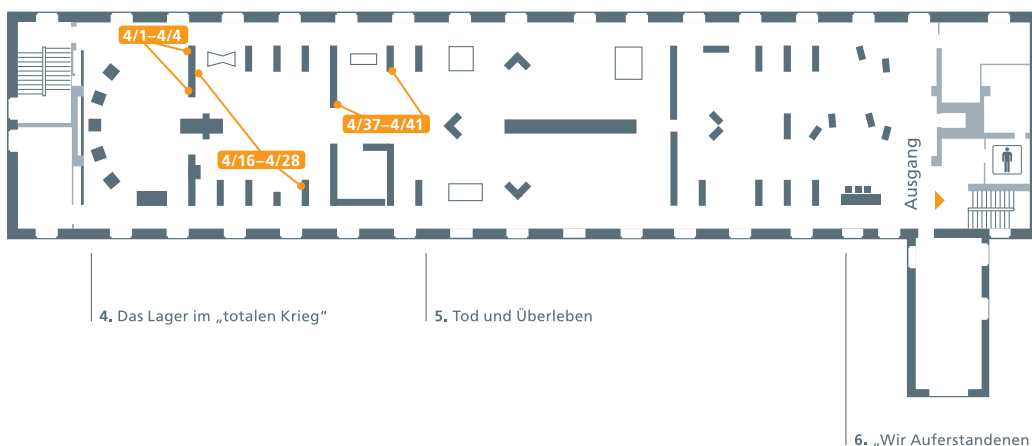 4/1–4/4
4/37–4/41
4/16–4/28
Ausgang
4. Das Lager im „totalen Krieg“
5. Tod und Überleben
6. „Wir Auferstandenen